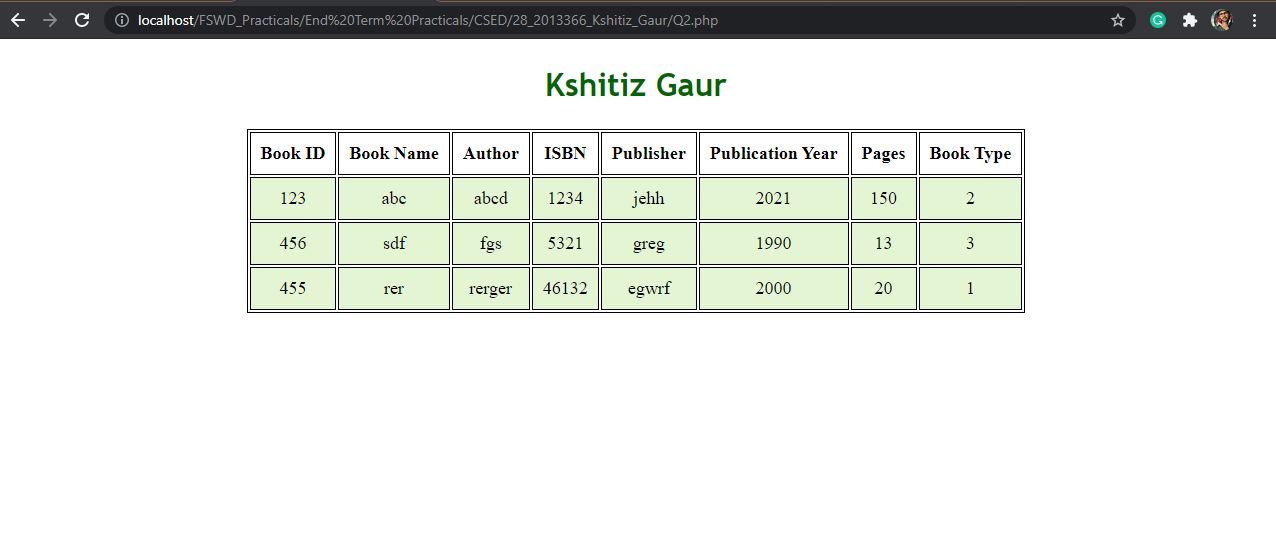 localhost/FSWD_Practicals/End%20Term%20Practicals/CSED/28_2013366_Kshitiz_Gaur/Q2.php
Kshitiz Gaur
Book ID Book Name Author ISBN Publisher Publication Year Pages Book Type
123 abc abcd 1234 jehh 2021 150 2
456 sdf fgs 5321 greg 1990 13 3
455 rer rerger 46132 egwrf 2000 20 1